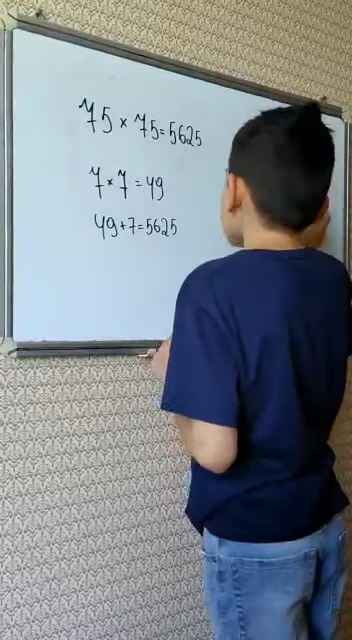 75 × 75 = 5625
7 × 7 = 49
49 + 7 = 5625